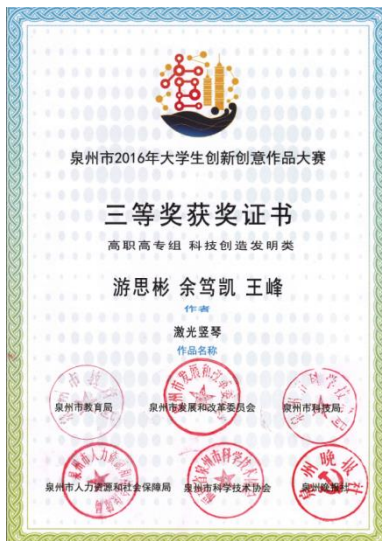 泉州市2016年大学生创新创意作品大赛
三等奖获奖证书
高职高专组 科技创造发明类
游思彬 余笃凯 王峰
作者
激光竖琴
作品名称
泉州市教育局 泉州市发展和改革委员会 泉州市科技局
泉州市人力资源和社会保障局 泉州市科学技术协会 泉州晚报社